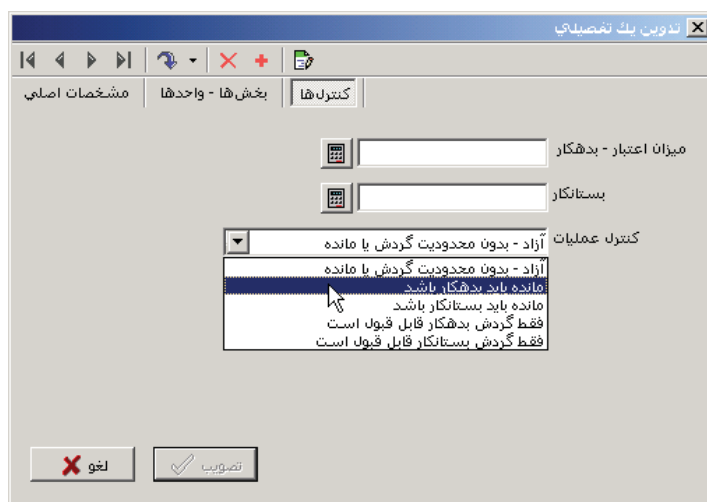 تدوين يك تفصيلي
مشخصات اصلي
بخش‌ها - واحدها
كنترل‌ها
ميزان اعتبار - بدهكار
بستانكار
كنترل عمليات
آزاد - بدون محدوديت گردش يا مانده
آزاد - بدون محدوديت گردش يا مانده
مانده بايد بدهكار باشد
مانده بايد بستانكار باشد
فقط گردش بدهكار قابل قبول است
فقط گردش بستانكار قابل قبول است
تصويب
لغو